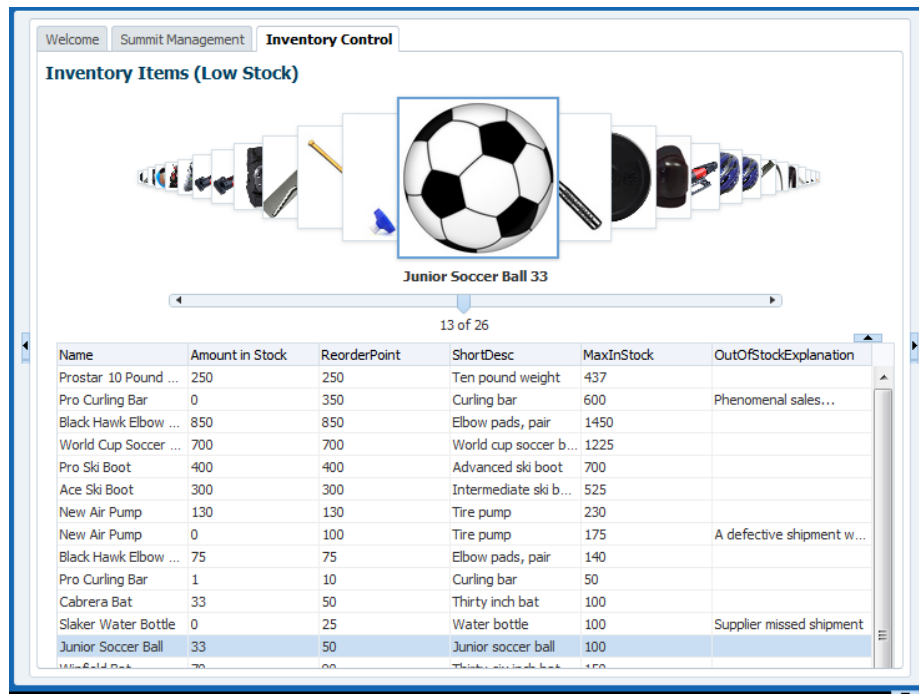 Welcome Summit Management Inventory Control
Inventory Items (Low Stock)
Junior Soccer Ball 33
13 of 26
Name Amount in Stock ReorderPoint ShortDesc MaxInStock OutOfStockExplanation
Prostar 10 Pound ... 250 250 Ten pound weight 437
Pro Curling Bar 0 350 Curling bar 600 Phenomenal sales...
Black Hawk Elbow ... 850 850 Elbow pads, pair 1450
World Cup Soccer ... 700 700 World cup soccer b... 1225
Pro Ski Boot 400 400 Advanced ski boot 700
Ace Ski Boot 300 300 Intermediate ski b... 525
New Air Pump 130 130 Tire pump 230
New Air Pump 0 100 Tire pump 175 A defective shipment w...
Black Hawk Elbow ... 75 75 Elbow pads, pair 140
Pro Curling Bar 1 10 Curling bar 50
Cabrera Bat 33 50 Thirty inch bat 100
Slaker Water Bottle 0 25 Water bottle 100 Supplier missed shipment
Junior Soccer Ball 33 50 Junior soccer ball 100